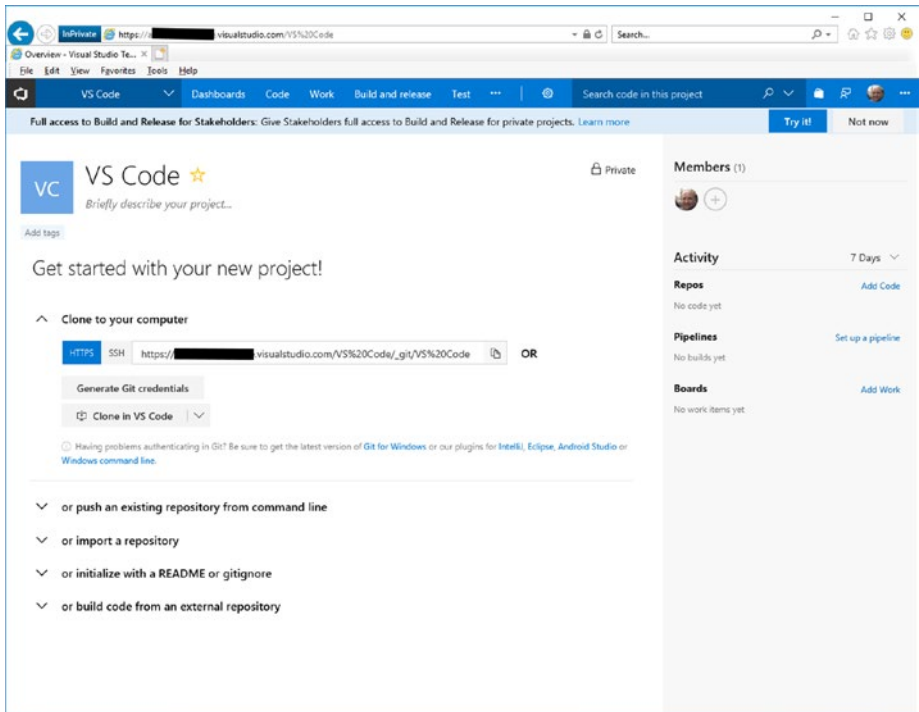 InPrivate https:// .visualstudio.com/VS%20Code Search...
Overview - Visual Studio Te...
File Edit View Favorites Tools Help
VS Code Dashboards Code Work Build and release Test ... Search code in this project ...
Full access to Build and Release for Stakeholders: Give Stakeholders full access to Build and Release for private projects. Learn more Try it! Not now
VC VS Code Private
Briefly describe your project...
Add tags
Get started with your new project!
Clone to your computer
HTTPS SSH https:// .visualstudio.com/VS%20Code/_git/VS%20Code OR
Generate Git credentials
Clone in VS Code
Having problems authenticating in Git? Be sure to get the latest version of Git for Windows or our plugins for IntelliJ, Eclipse, Android Studio or
Windows command line.
or push an existing repository from command line
or import a repository
or initialize with a README or gitignore
or build code from an external repository
Members (1)
Activity 7 Days
Repos Add Code
No code yet
Pipelines Set up a pipeline
No builds yet
Boards Add Work
No work items yet